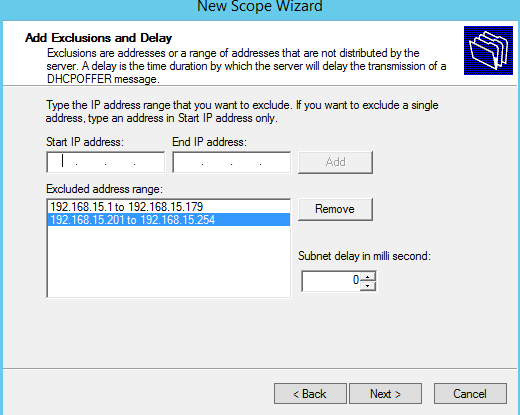 New Scope Wizard
Add Exclusions and Delay
Exclusions are addresses or a range of addresses that are not distributed by the
server. A delay is the time duration by which the server will delay the transmission of a
DHCPOFFER message.
Type the IP address range that you want to exclude. If you want to exclude a single
address, type an address in Start IP address only.
Start IP address: End IP address:
. . . . . . Add
Excluded address range:
192.168.15.1 to 192.168.15.179 Remove
192.168.15.201 to 192.168.15.254
Subnet delay in milli second:
0
< Back Next > Cancel